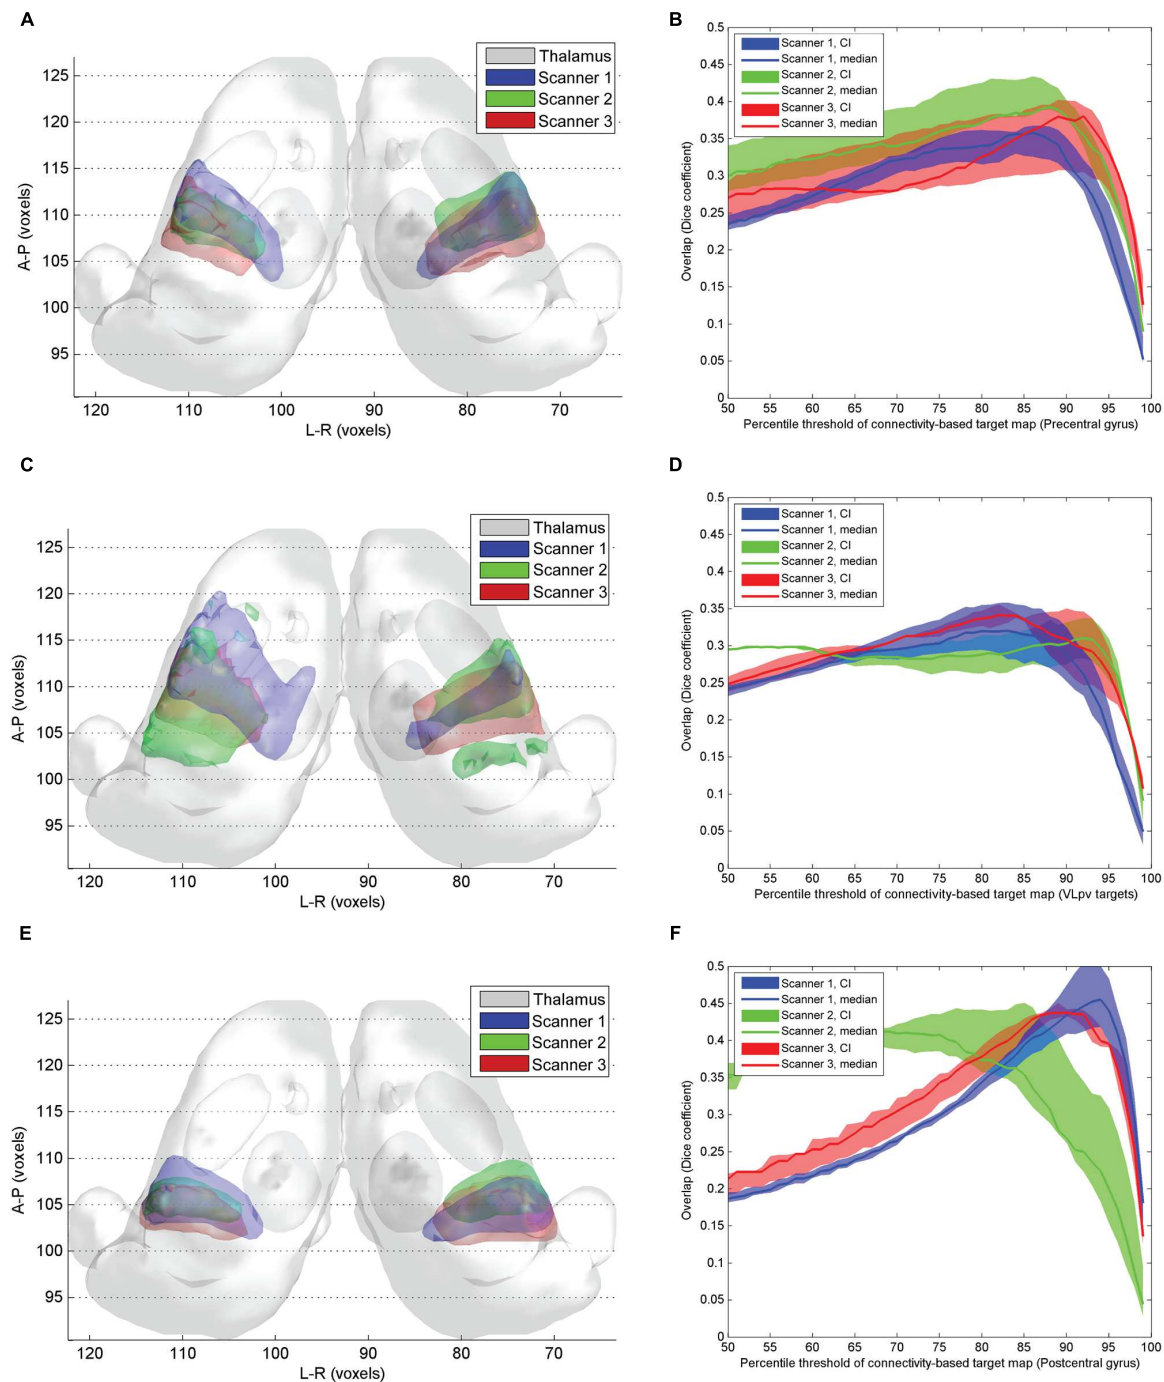 A
Thalamus
Scanner 1
Scanner 2
Scanner 3
125
120
115
110
105
100
95
A-P (voxels)
120 110 100 90 80 70
L-R (voxels)
B
Scanner 1, CI
Scanner 1, median
Scanner 2, CI
Scanner 2, median
Scanner 3, CI
Scanner 3, median
0.5
0.45
0.4
0.35
0.3
0.25
0.2
0.15
0.1
0.05
0
Overlap (Dice coefficient)
50 55 60 65 70 75 80 85 90 95 100
Percentile threshold of connectivity-based target map (Precentral gyrus)
C
Thalamus
Scanner 1
Scanner 2
Scanner 3
125
120
115
110
105
100
95
A-P (voxels)
120 110 100 90 80 70
L-R (voxels)
D
Scanner 1, CI
Scanner 1, median
Scanner 2, CI
Scanner 2, median
Scanner 3, CI
Scanner 3, median
0.5
0.45
0.4
0.35
0.3
0.25
0.2
0.15
0.1
0.05
0
Overlap (Dice coefficient)
50 55 60 65 70 75 80 85 90 95 100
Percentile threshold of connectivity-based target map (VLpv targets)
E
Thalamus
Scanner 1
Scanner 2
Scanner 3
125
120
115
110
105
100
95
A-P (voxels)
120 110 100 90 80 70
L-R (voxels)
F
Scanner 1, CI
Scanner 1, median
Scanner 2, CI
Scanner 2, median
Scanner 3, CI
Scanner 3, median
0.5
0.45
0.4
0.35
0.3
0.25
0.2
0.15
0.1
0.05
0
Overlap (Dice coefficient)
50 55 60 65 70 75 80 85 90 95 100
Percentile threshold of connectivity-based target map (Postcentral gyrus)